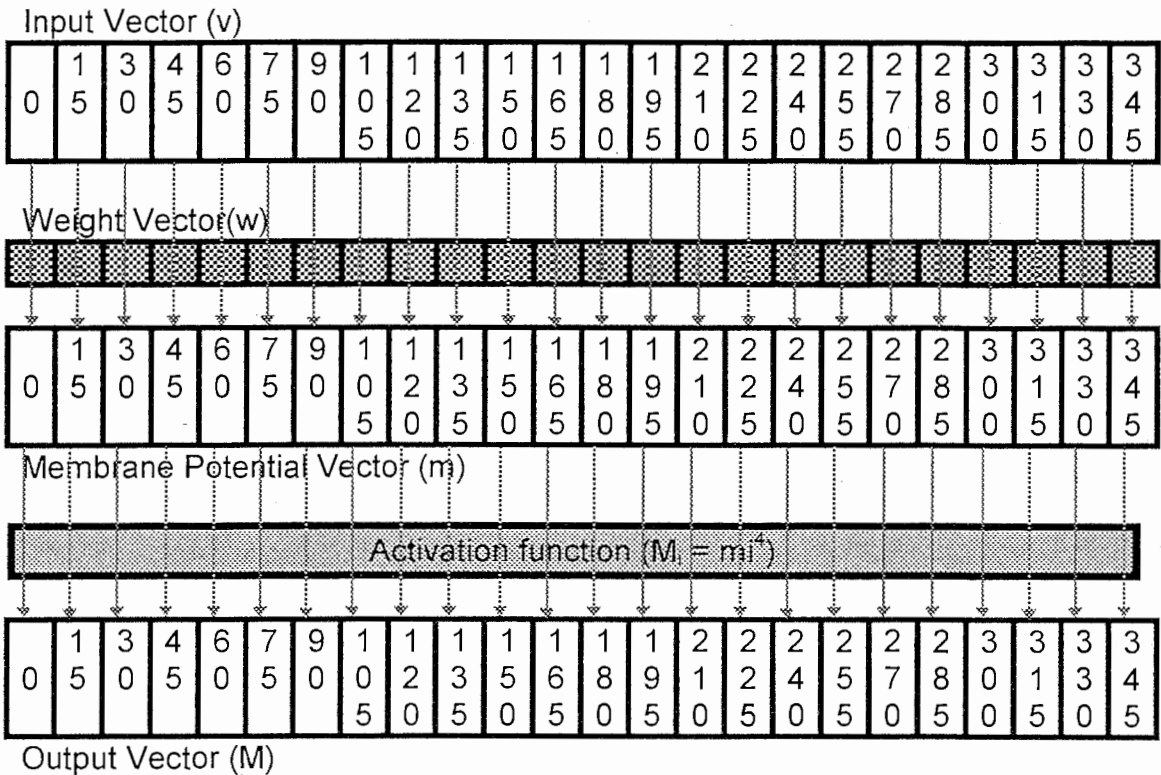 Input Vector (v)
0 15 30 45 60 75 90 105 120 135 150 165 180 195 210 225 240 255 270 285 300 315 330 345
Weight Vector(w)
0 15 30 45 60 75 90 105 120 135 150 165 180 195 210 225 240 255 270 285 300 315 330 345
Membrane Potential Vector (m)
Activation function (Mᵢ = mi⁴)
0 15 30 45 60 75 90 105 120 135 150 165 180 195 210 225 240 255 270 285 300 315 330 345
Output Vector (M)